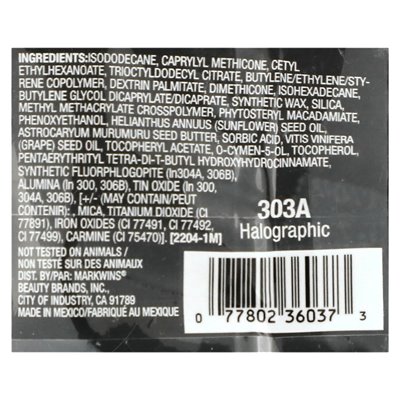 INGREDIENTS:ISODODECANE, CAPRYLYL METHICONE, CETYL
ETHYLHEXANOATE, TRIOCTYLDODECYL CITRATE, BUTYLENE/ETHYLENE/STY-
RENE COPOLYMER, DEXTRIN PALMITATE, DIMETHICONE, ISOHEXADECANE,
BUTYLENE GLYCOL DICAPRYLATE/DICAPRATE, SYNTHETIC WAX, SILICA,
METHYL METHACRYLATE CROSSPOLYMER, PHYTOSTERYL MACADAMIATE,
PHENOXYETHANOL, HELIANTHUS ANNUUS (SUNFLOWER) SEED OIL,
ASTROCARYUM MURUMURU SEED BUTTER, SORBIC ACID, VITIS VINIFERA
(GRAPE) SEED OIL, TOCOPHERYL ACETATE, O-CYMEN-5-OL, TOCOPHEROL,
PENTAERYTHRITYL TETRA-DI-T-BUTYL HYDROXYHYDROCINNAMATE,
SYNTHETIC FLUORPHLOGOPITE (In304A, 306B),
ALUMINA (In 300, 306B), TIN OXIDE (In 300,
304A, 306B), [+/- (MAY CONTAIN/PEUT
CONTENIR): , MICA, TITANIUM DIOXIDE (CI
77891), IRON OXIDES (CI 77491, CI 77492,
CI 77499), CARMINE (CI 75470)]. [2204-1M]
NOT TESTED ON ANIMALS /
NON TESTÉ SUR DES ANIMAUX
DIST. BY/PAR: MARKWINS®
BEAUTY BRANDS, INC.,
CITY OF INDUSTRY, CA 91789
MADE IN MEXICO/FABRIQUÉ AU MEXIQUE
303A
Halographic
0 77802 36037 3